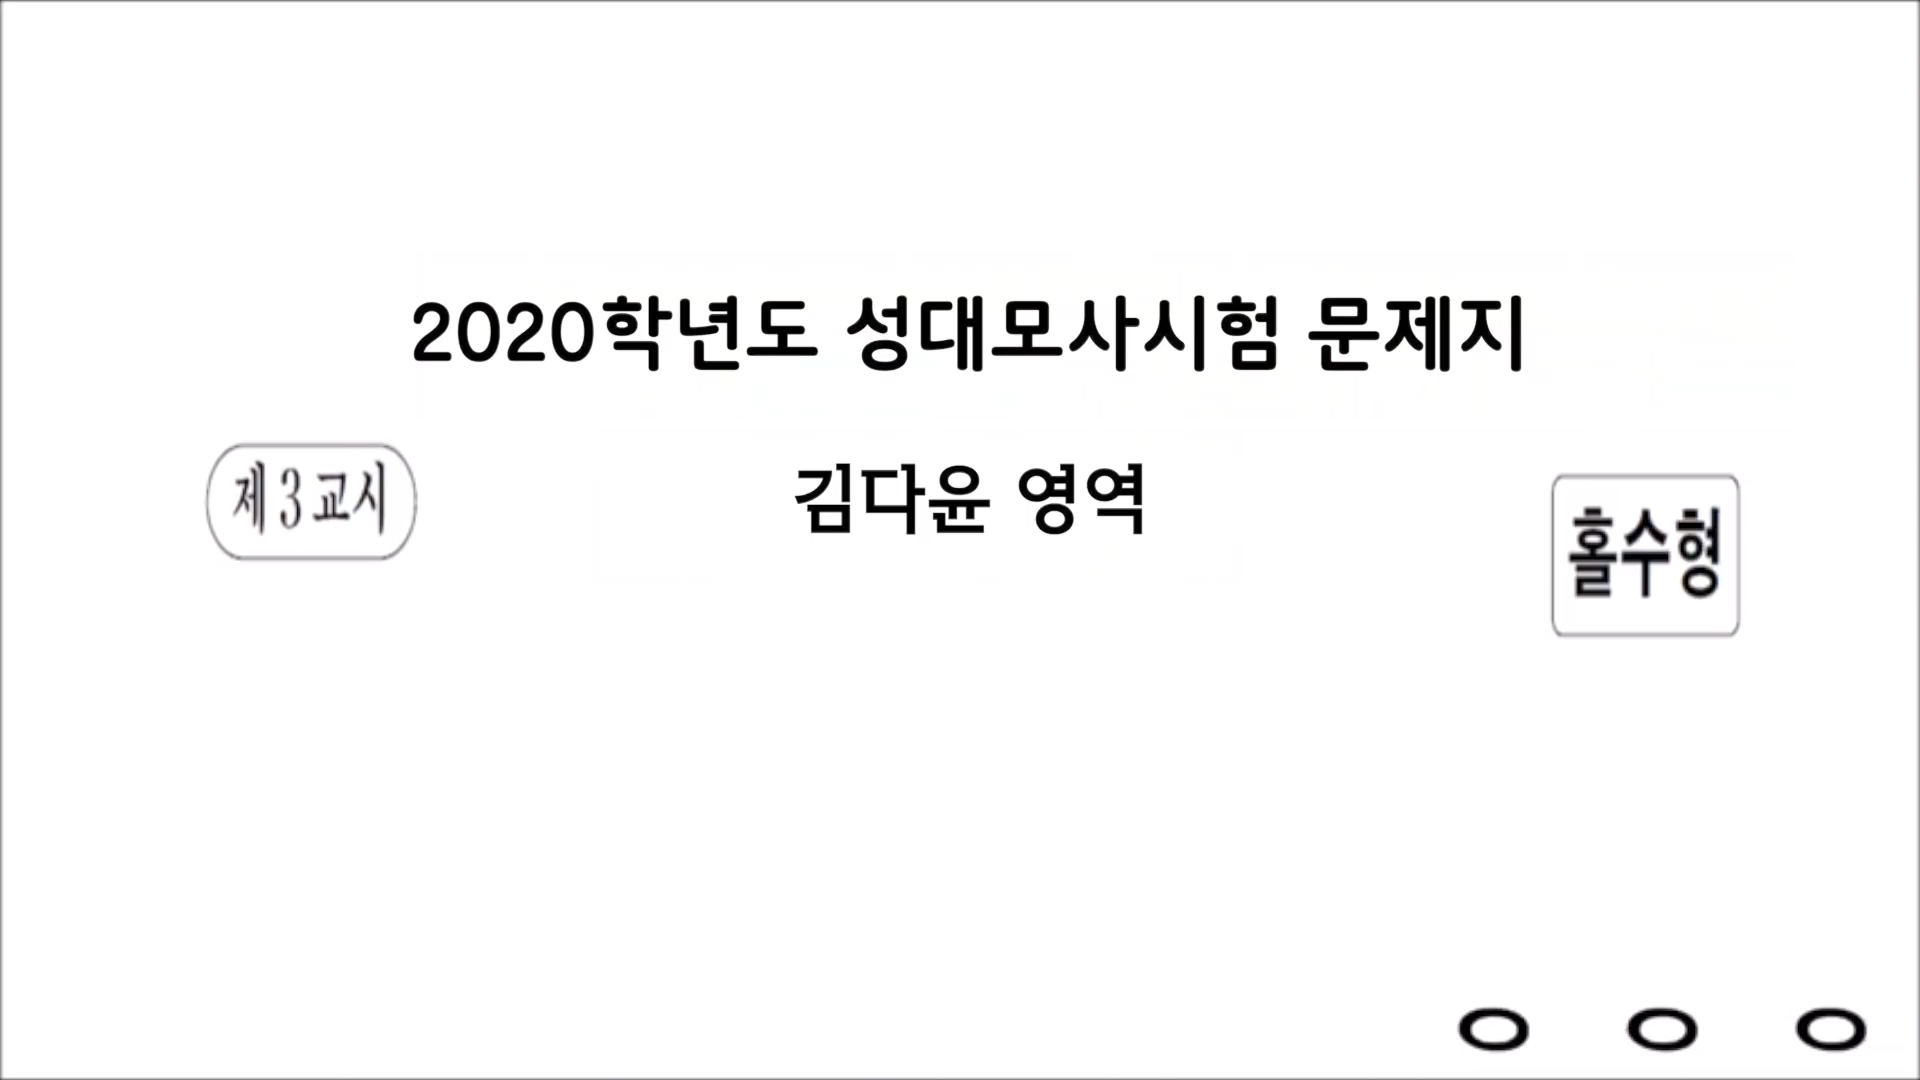 2020학년도 성대모사시험 문제지
제 3 교시
김다윤 영역
홀수형
ㅇ ㅇ ㅇ